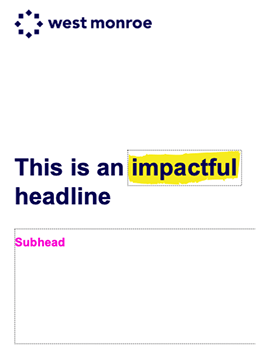 west monroe
This is an impactful
headline
Subhead